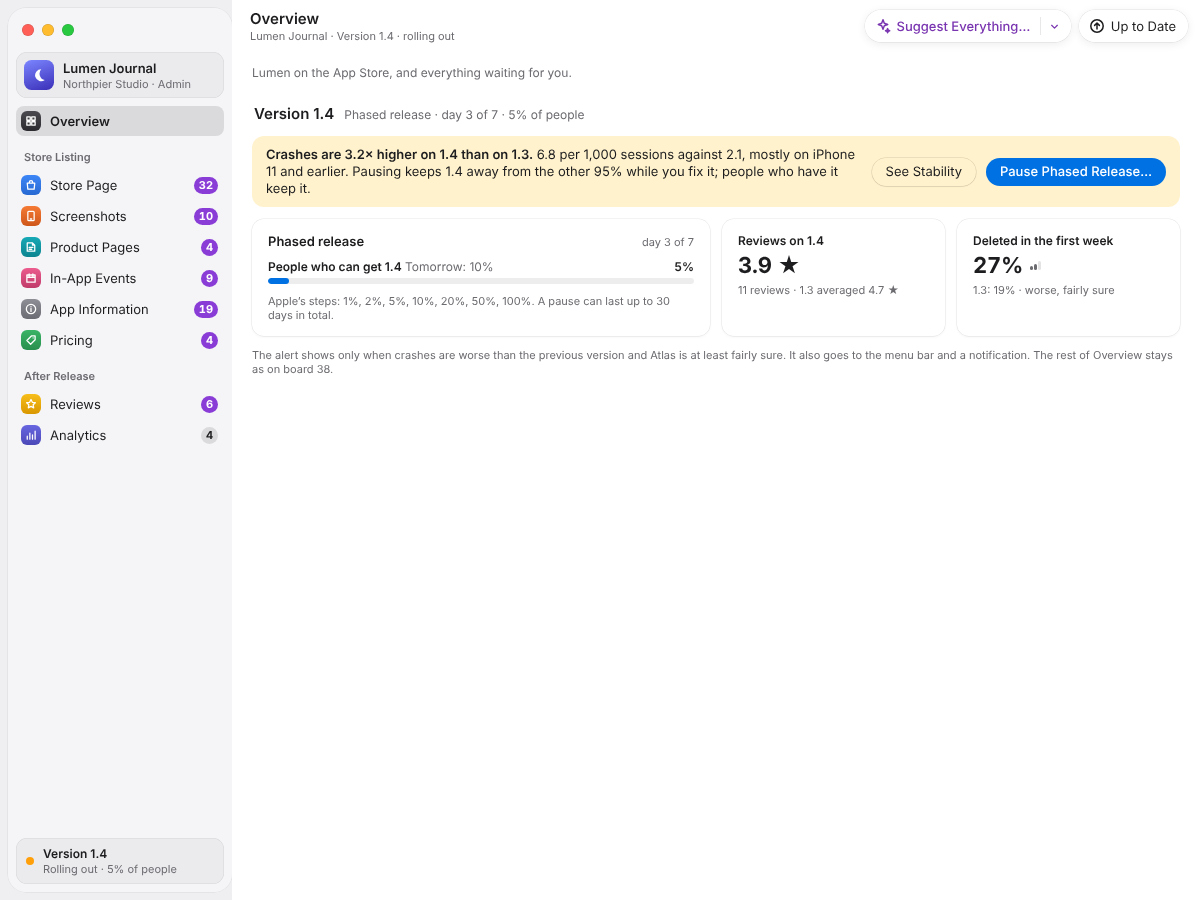 Lumen Journal
Northpier Studio · Admin
Overview
Store Listing
Store Page 32
Screenshots 10
Product Pages 4
In-App Events 9
App Information 19
Pricing 4
After Release
Reviews 6
Analytics 4
Version 1.4
Rolling out · 5% of people
Overview
Lumen Journal · Version 1.4 · rolling out
Suggest Everything...
Up to Date
Lumen on the App Store, and everything waiting for you.
Version 1.4 Phased release · day 3 of 7 · 5% of people
Crashes are 3.2× higher on 1.4 than on 1.3. 6.8 per 1,000 sessions against 2.1, mostly on iPhone
11 and earlier. Pausing keeps 1.4 away from the other 95% while you fix it; people who have it
keep it.
See Stability
Pause Phased Release...
Phased release day 3 of 7
People who can get 1.4 Tomorrow: 10% 5%
Apple's steps: 1%, 2%, 5%, 10%, 20%, 50%, 100%. A pause can last up to 30
days in total.
Reviews on 1.4
3.9 ★
11 reviews · 1.3 averaged 4.7 ★
Deleted in the first week
27%
1.3: 19% · worse, fairly sure
The alert shows only when crashes are worse than the previous version and Atlas is at least fairly sure. It also goes to the menu bar and a notification. The rest of Overview stays
as on board 38.